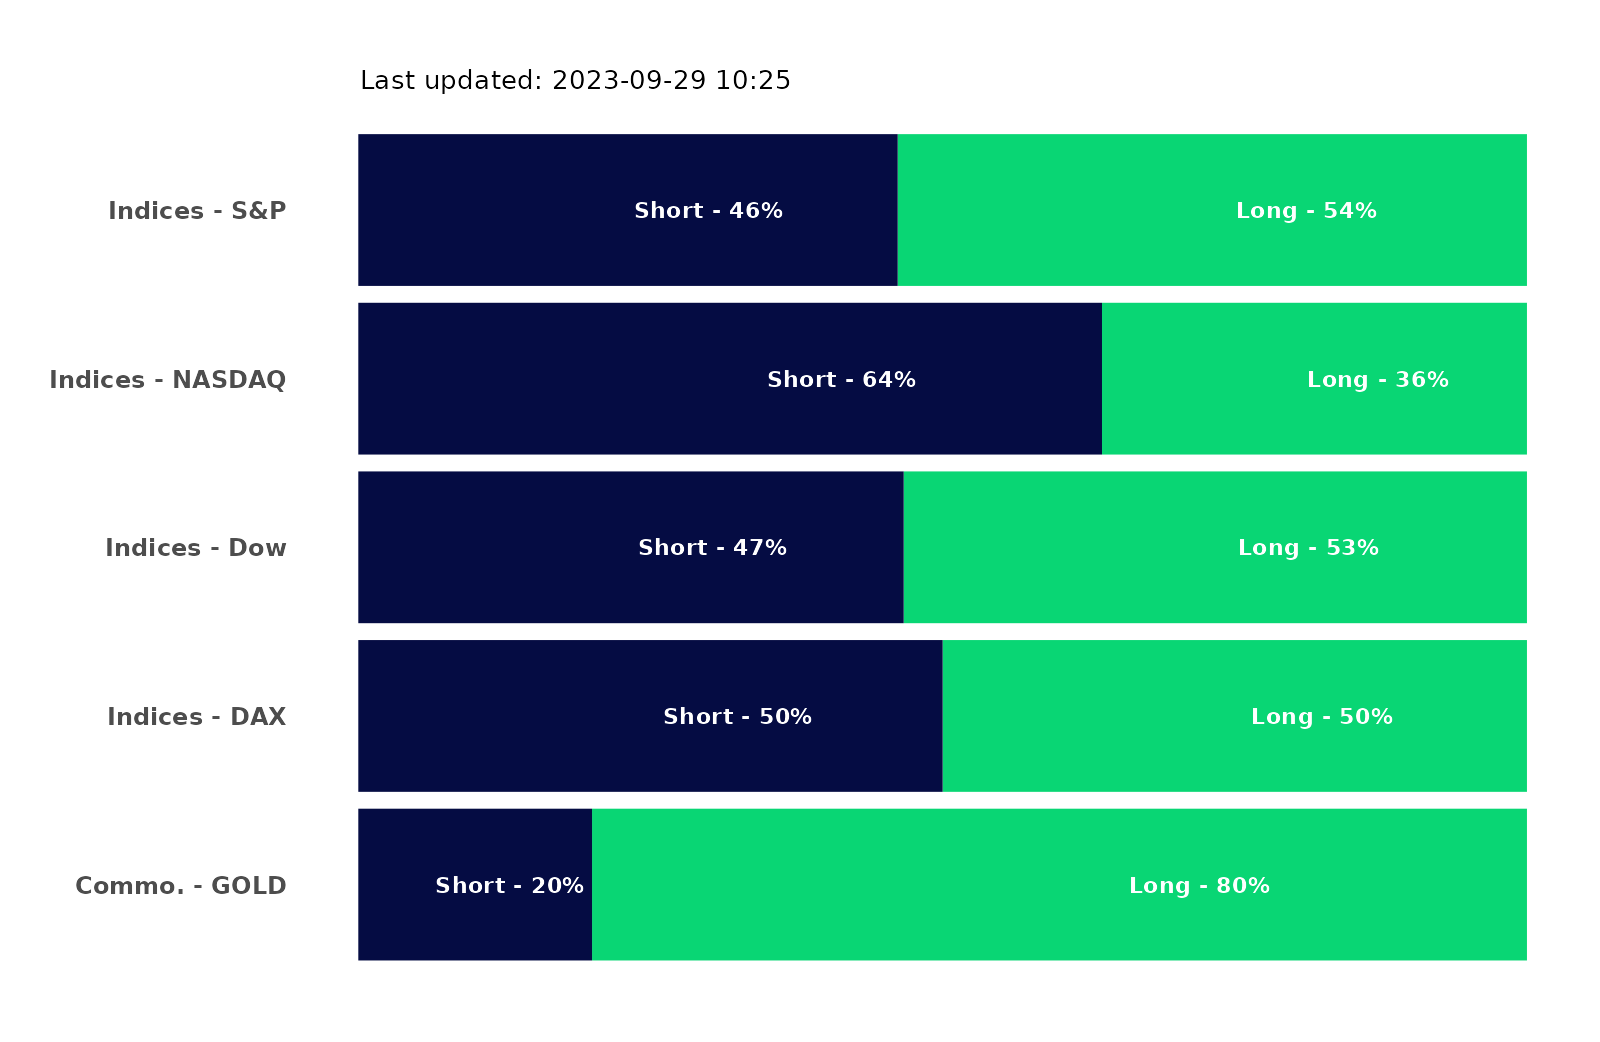 Last updated: 2023-09-29 10:25
Indices - S&P Short - 46% Long - 54%
Indices - NASDAQ Short - 64% Long - 36%
Indices - Dow Short - 47% Long - 53%
Indices - DAX Short - 50% Long - 50%
Commo. - GOLD Short - 20% Long - 80%